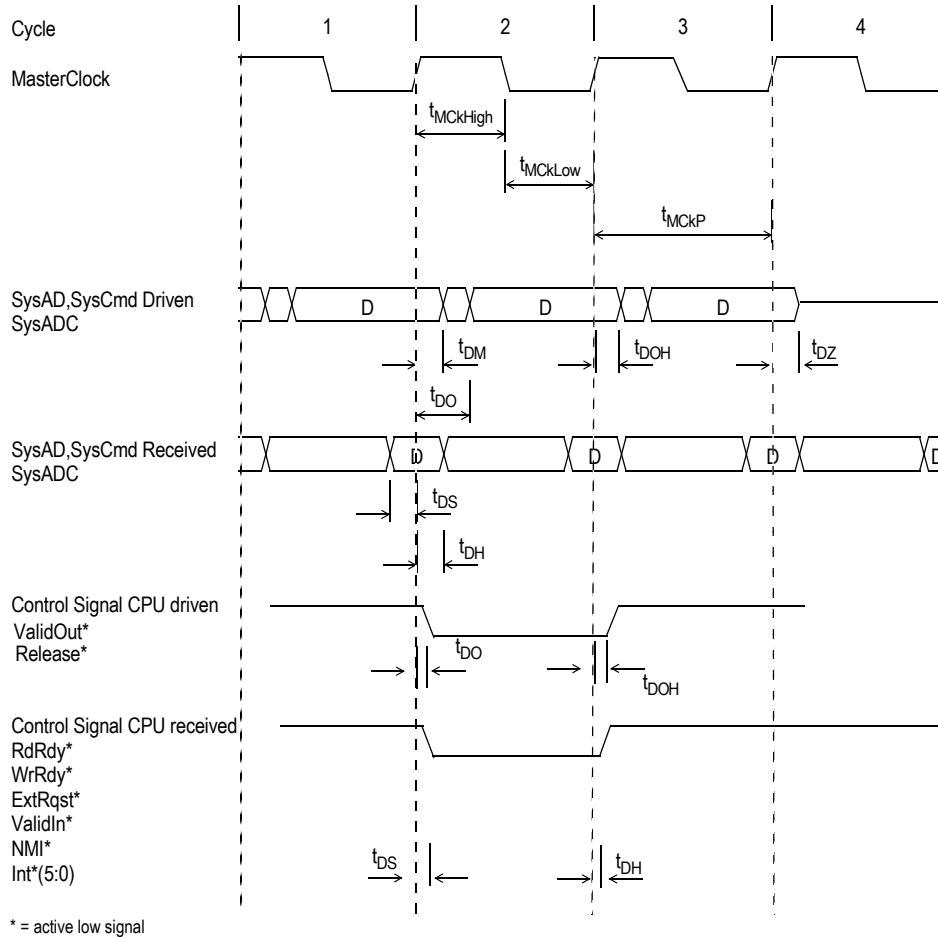 Cycle 1 2 3 4
MasterClock
tMCkHigh
tMCkLow
tMCkP
SysAD,SysCmd Driven
SysADC
D D D
tDM tDOH tDZ
tDO
SysAD,SysCmd Received
SysADC
D D D D
tDS
tDH
Control Signal CPU driven
ValidOut*
Release*
tDO
tDOH
Control Signal CPU received
RdRdy*
WrRdy*
ExtRqst*
ValidIn*
NMI*
Int*(5:0)
tDS tDH
* = active low signal